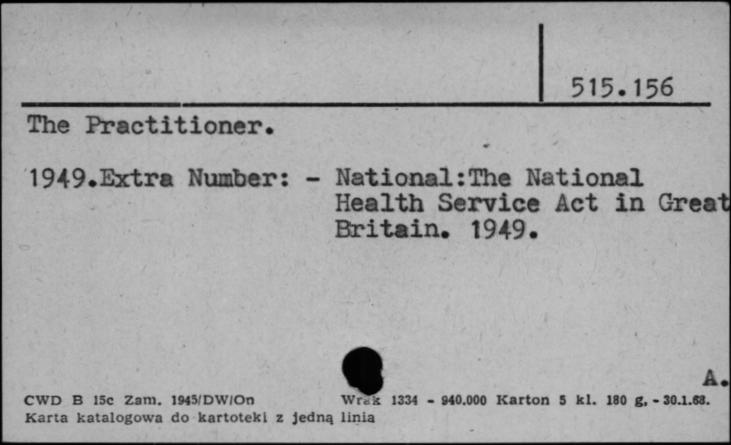 515.156
The Practitioner.
1949.Extra Number: - National:The National
Health Service Act in Great
Britain. 1949.
A.
CWD B 15c Zam. 1945/DW/On Wrak 1334 - 940.000 Karton 5 kl. 180 g. - 30.1.68.
Karta katalogowa do kartoteki z jedną linia